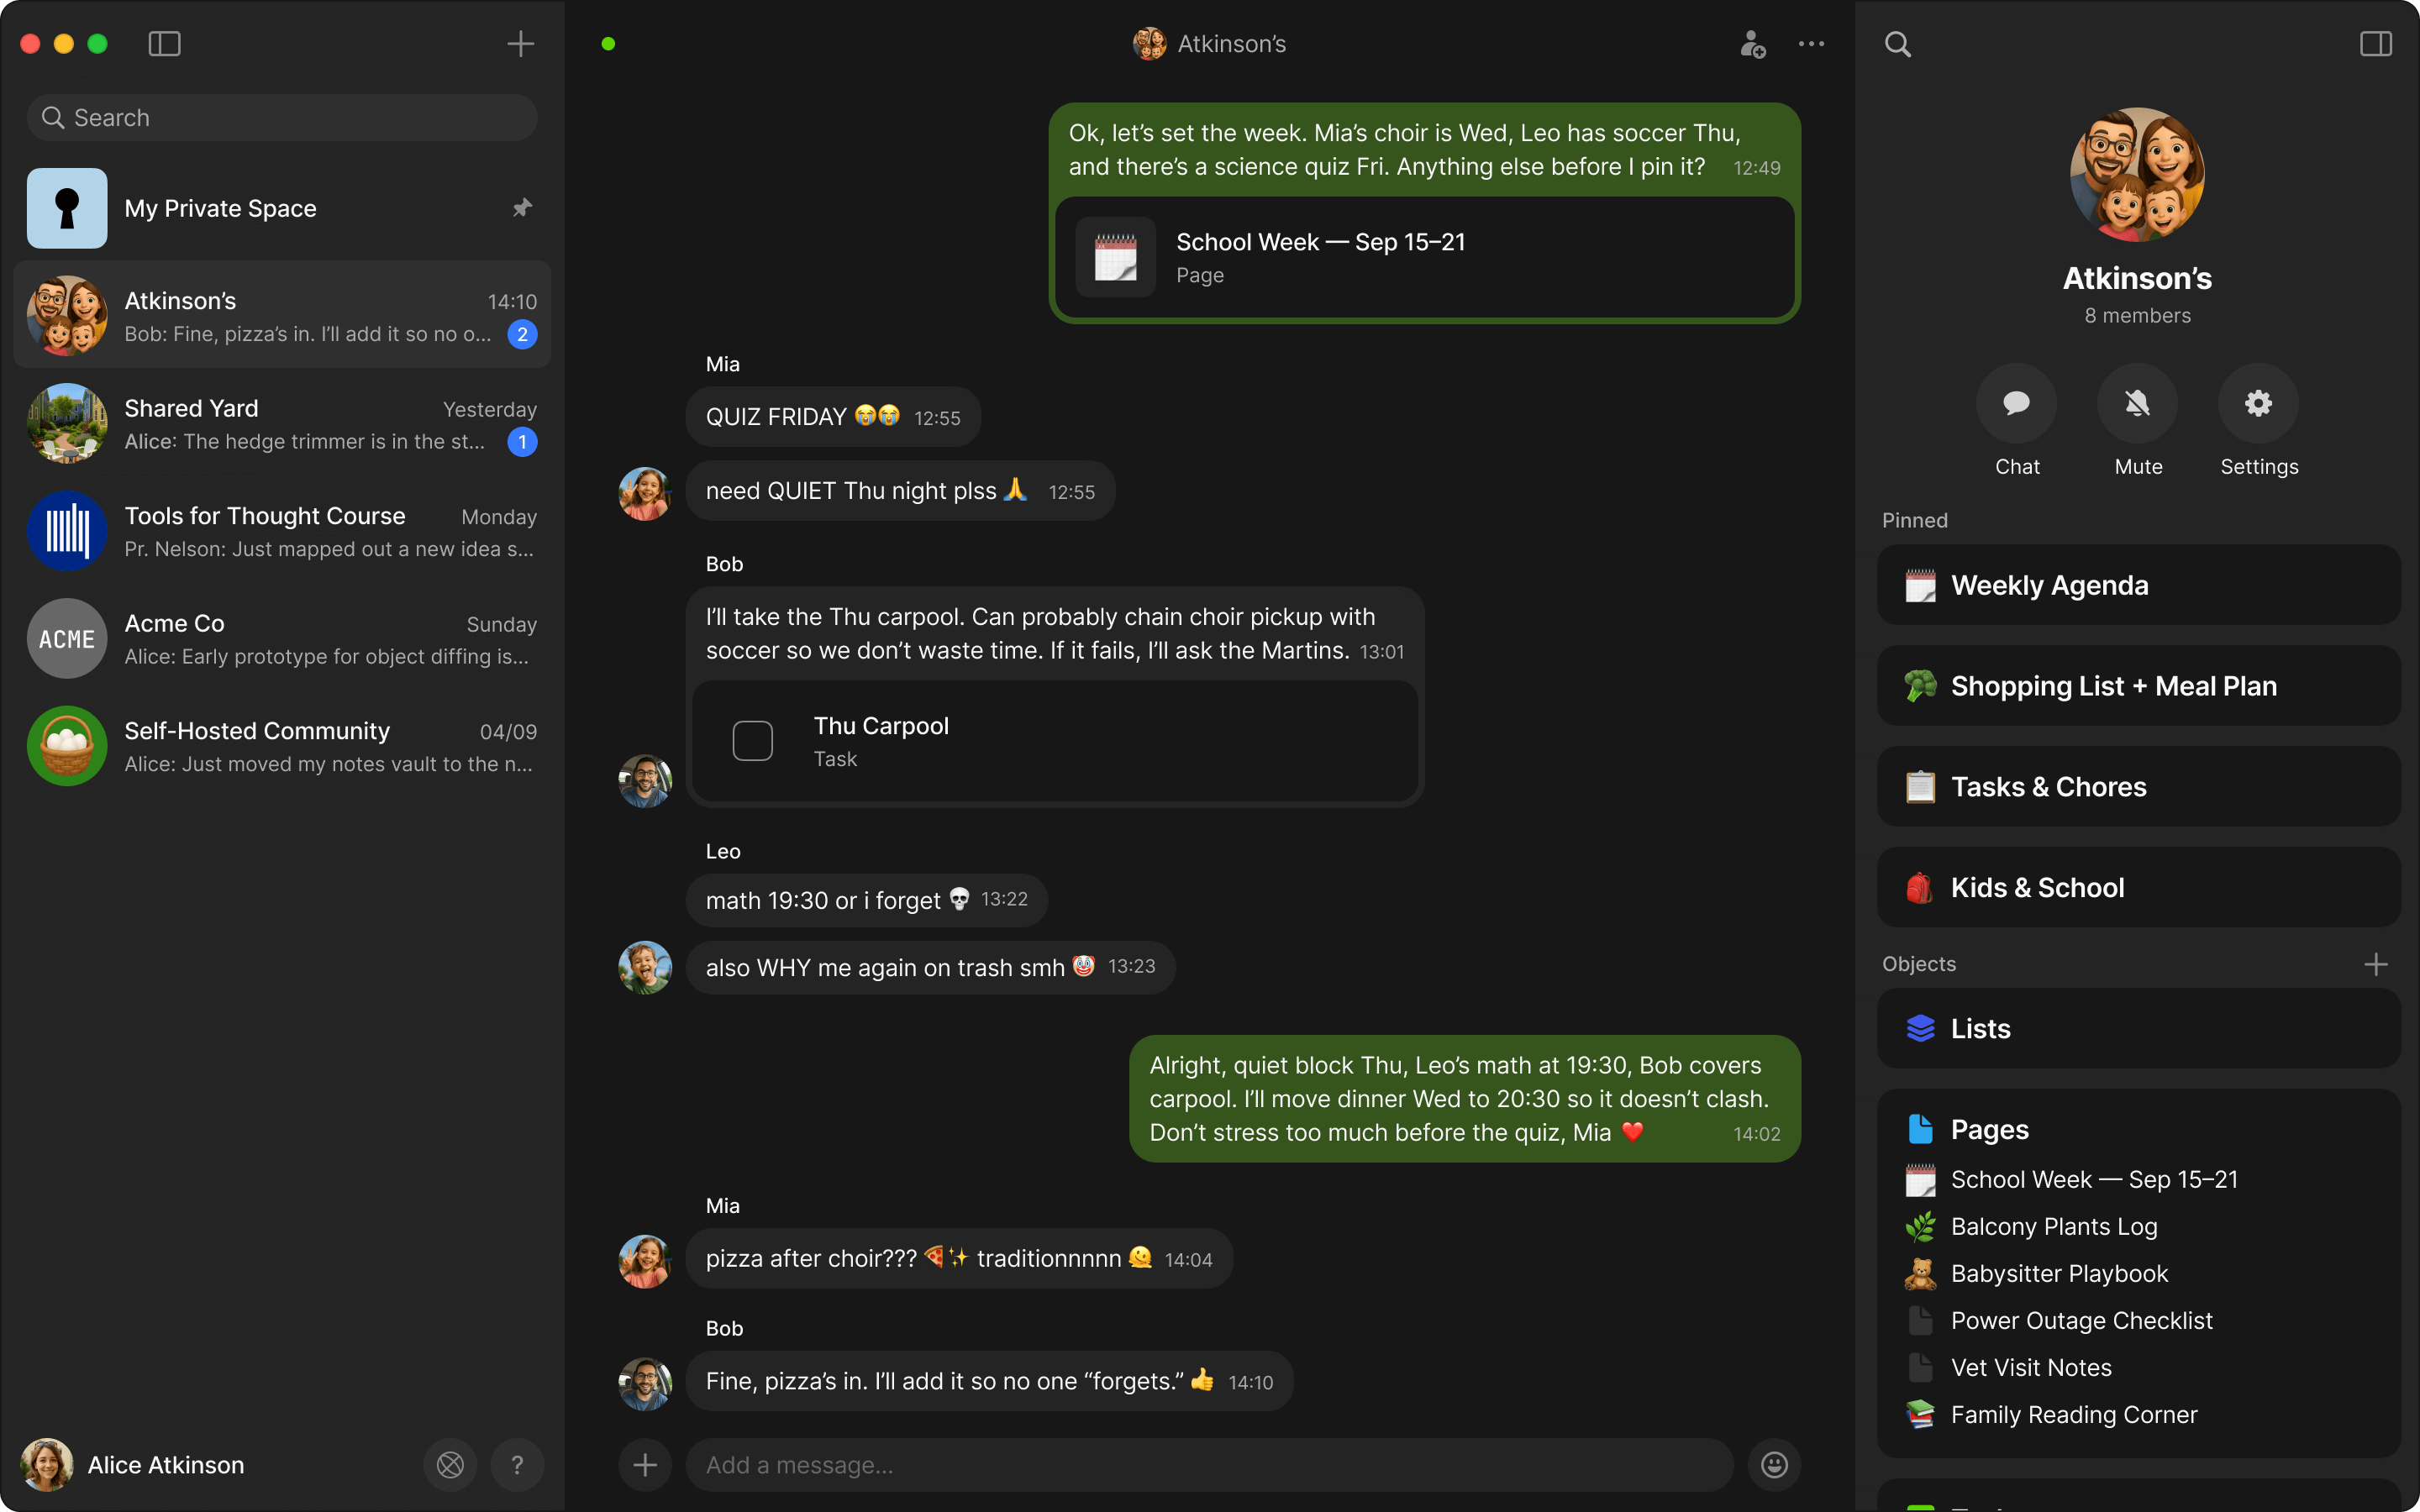 Search
My Private Space
Atkinson’s
14:10
Bob: Fine, pizza’s in. I’ll add it so no o...
2
Shared Yard
Yesterday
Alice: The hedge trimmer is in the st...
1
Tools for Thought Course
Monday
Pr. Nelson: Just mapped out a new idea s...
ACME
Acme Co
Sunday
Alice: Early prototype for object diffing is...
Self-Hosted Community
04/09
Alice: Just moved my notes vault to the n...
Alice Atkinson
?
Atkinson’s
Ok, let’s set the week. Mia’s choir is Wed, Leo has soccer Thu,
and there’s a science quiz Fri. Anything else before I pin it? 12:49
School Week — Sep 15–21
Page
Mia
QUIZ FRIDAY 😭😭 12:55
need QUIET Thu night plss 🙏 12:55
Bob
I’ll take the Thu carpool. Can probably chain choir pickup with
soccer so we don’t waste time. If it fails, I’ll ask the Martins. 13:01
Thu Carpool
Task
Leo
math 19:30 or i forget 💀 13:22
also WHY me again on trash smh 🤡 13:23
Alright, quiet block Thu, Leo’s math at 19:30, Bob covers
carpool. I’ll move dinner Wed to 20:30 so it doesn’t clash.
Don’t stress too much before the quiz, Mia ❤️ 14:02
Mia
pizza after choir??? 🍕✨ traditionnnnn 🫠 14:04
Bob
Fine, pizza’s in. I’ll add it so no one “forgets.” 👍 14:10
Add a message...
Atkinson’s
8 members
Chat
Mute
Settings
Pinned
Weekly Agenda
Shopping List + Meal Plan
Tasks & Chores
Kids & School
Objects
Lists
Pages
School Week — Sep 15–21
Balcony Plants Log
Babysitter Playbook
Power Outage Checklist
Vet Visit Notes
Family Reading Corner